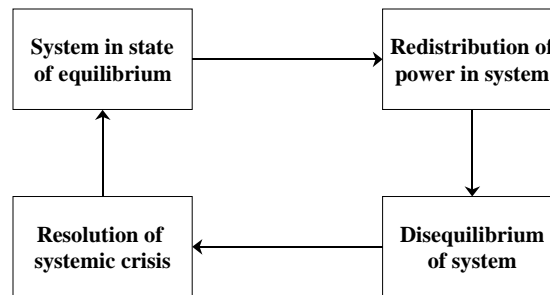 System in state
of equilibrium
Redistribution of
power in system
Resolution of
systemic crisis
Disequilibrium
of system